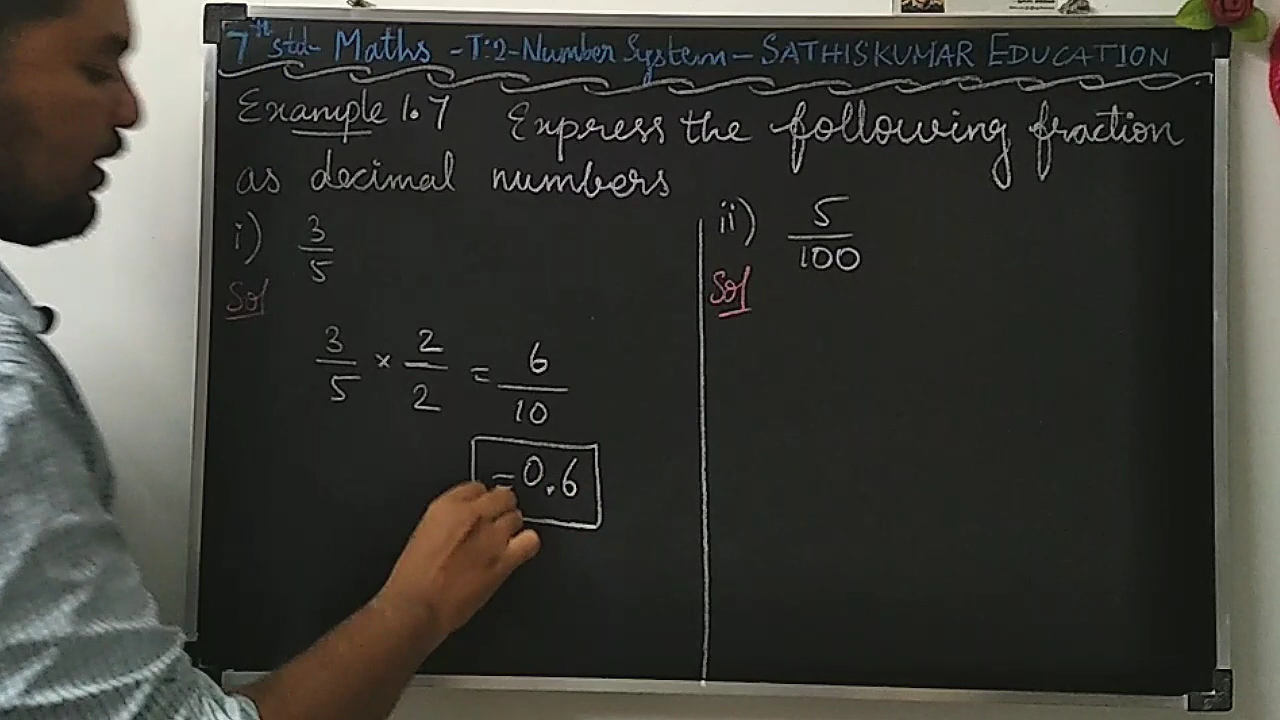 7th std - Maths - T:2 - Number System - SATHISKUMAR EDUCATION
Example 1.7 Express the following fraction
as decimal numbers
i) 3/5
Sol
3/5 × 2/2 = 6/10
= 0.6
ii) 5/100
Sol